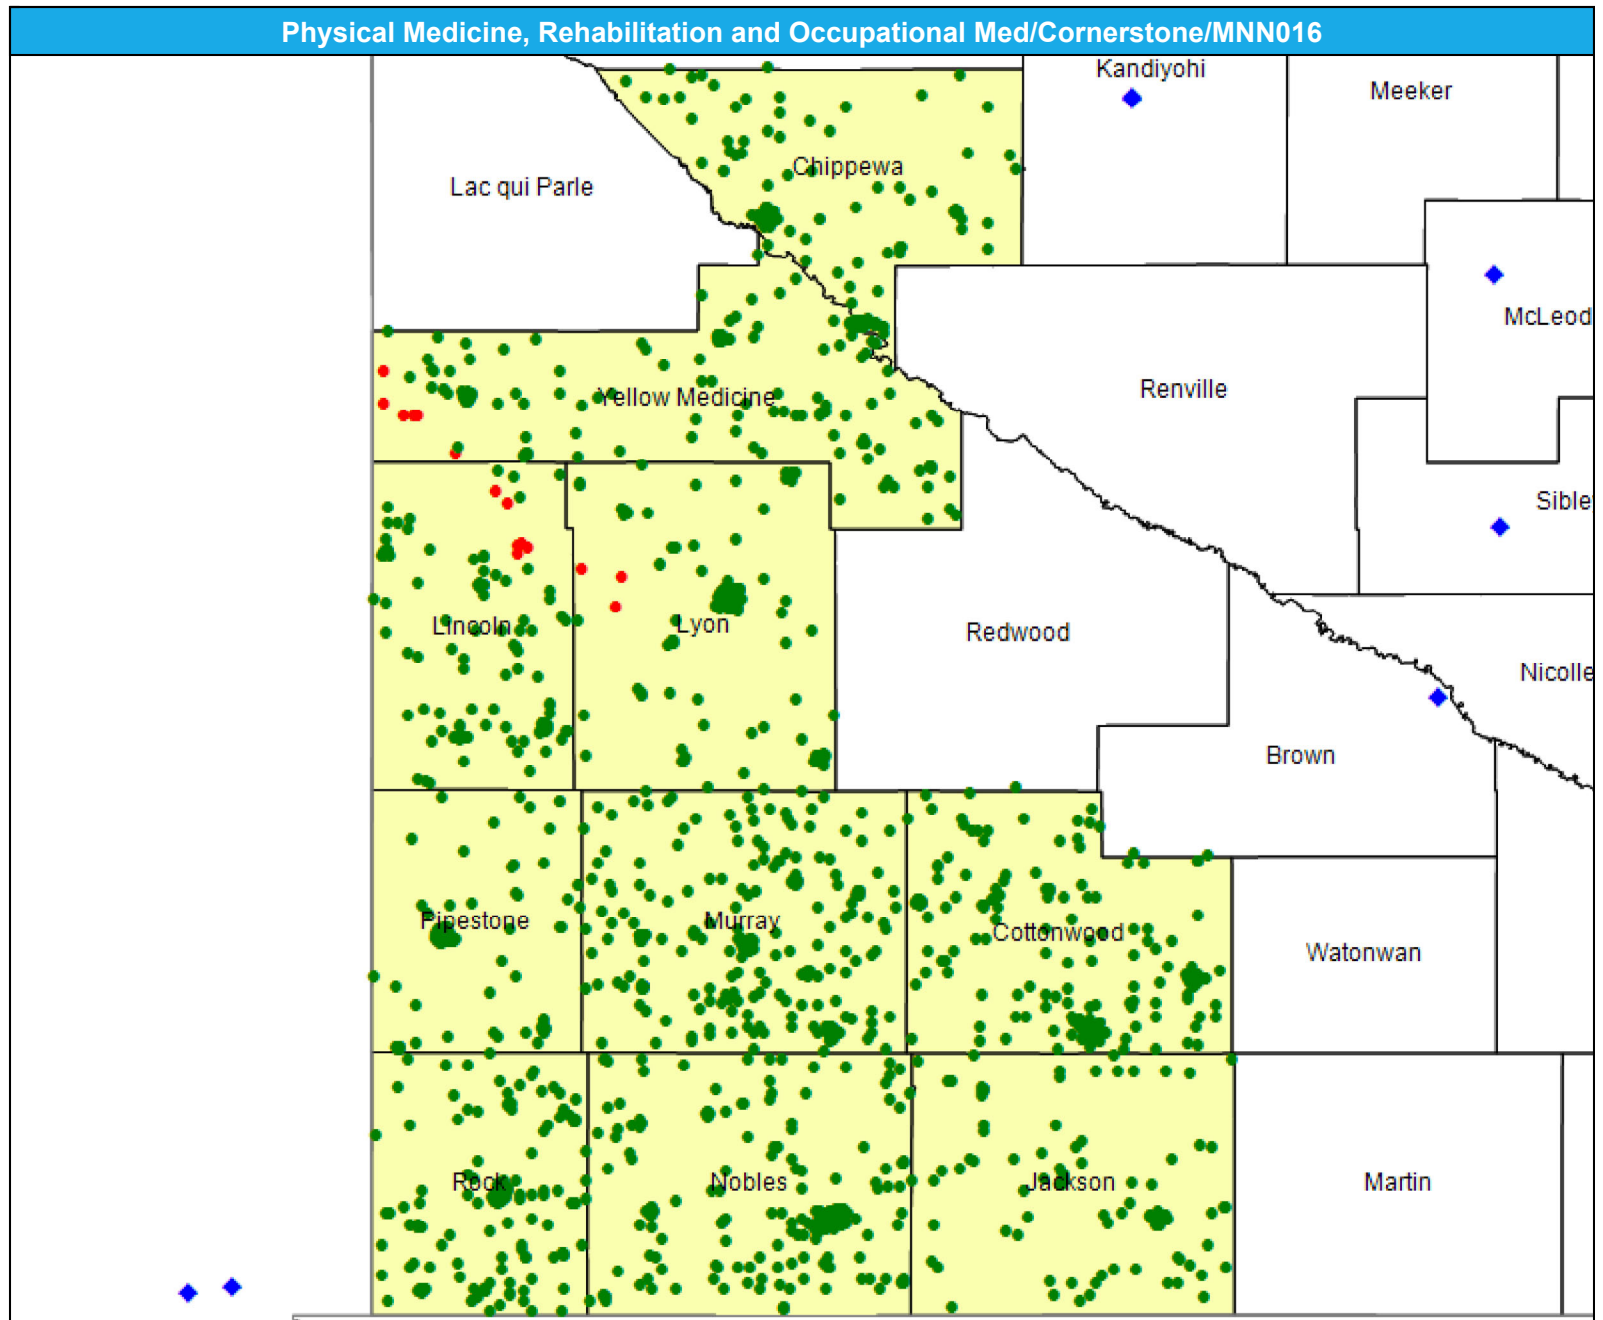 Physical Medicine, Rehabilitation and Occupational Med/Cornerstone/MNN016
Kandiyohi
Meeker
Chippewa
Lac qui Parle
McLeod
Renville
Yellow Medicine
Sible
Lincoln
Lyon
Redwood
Nicolle
Brown
Pipestone
Murray
Cottonwood
Watonwan
Rock
Nobles
Jackson
Martin